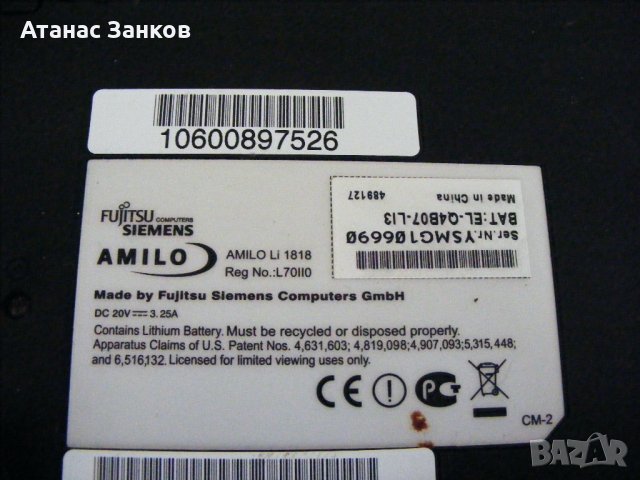 Атанас Занков
10600897526
FUJITSU COMPUTERS
SIEMENS
AMILO
AMILO Li 1818
Reg No.:L70II0
489127
Made in China
BAT:EL-Q4B07-LI3
Ser.Nr.:YSMG106690
Made by Fujitsu Siemens Computers GmbH
DC 20V ⎓ 3.25A
Contains Lithium Battery. Must be recycled or disposed properly.
Apparatus Claims of U.S. Patent Nos. 4,631,603; 4,819,098;4,907,093;5,315,448;
and 6,516,132. Licensed for limited viewing uses only.
CE
CM-2
BAZAR